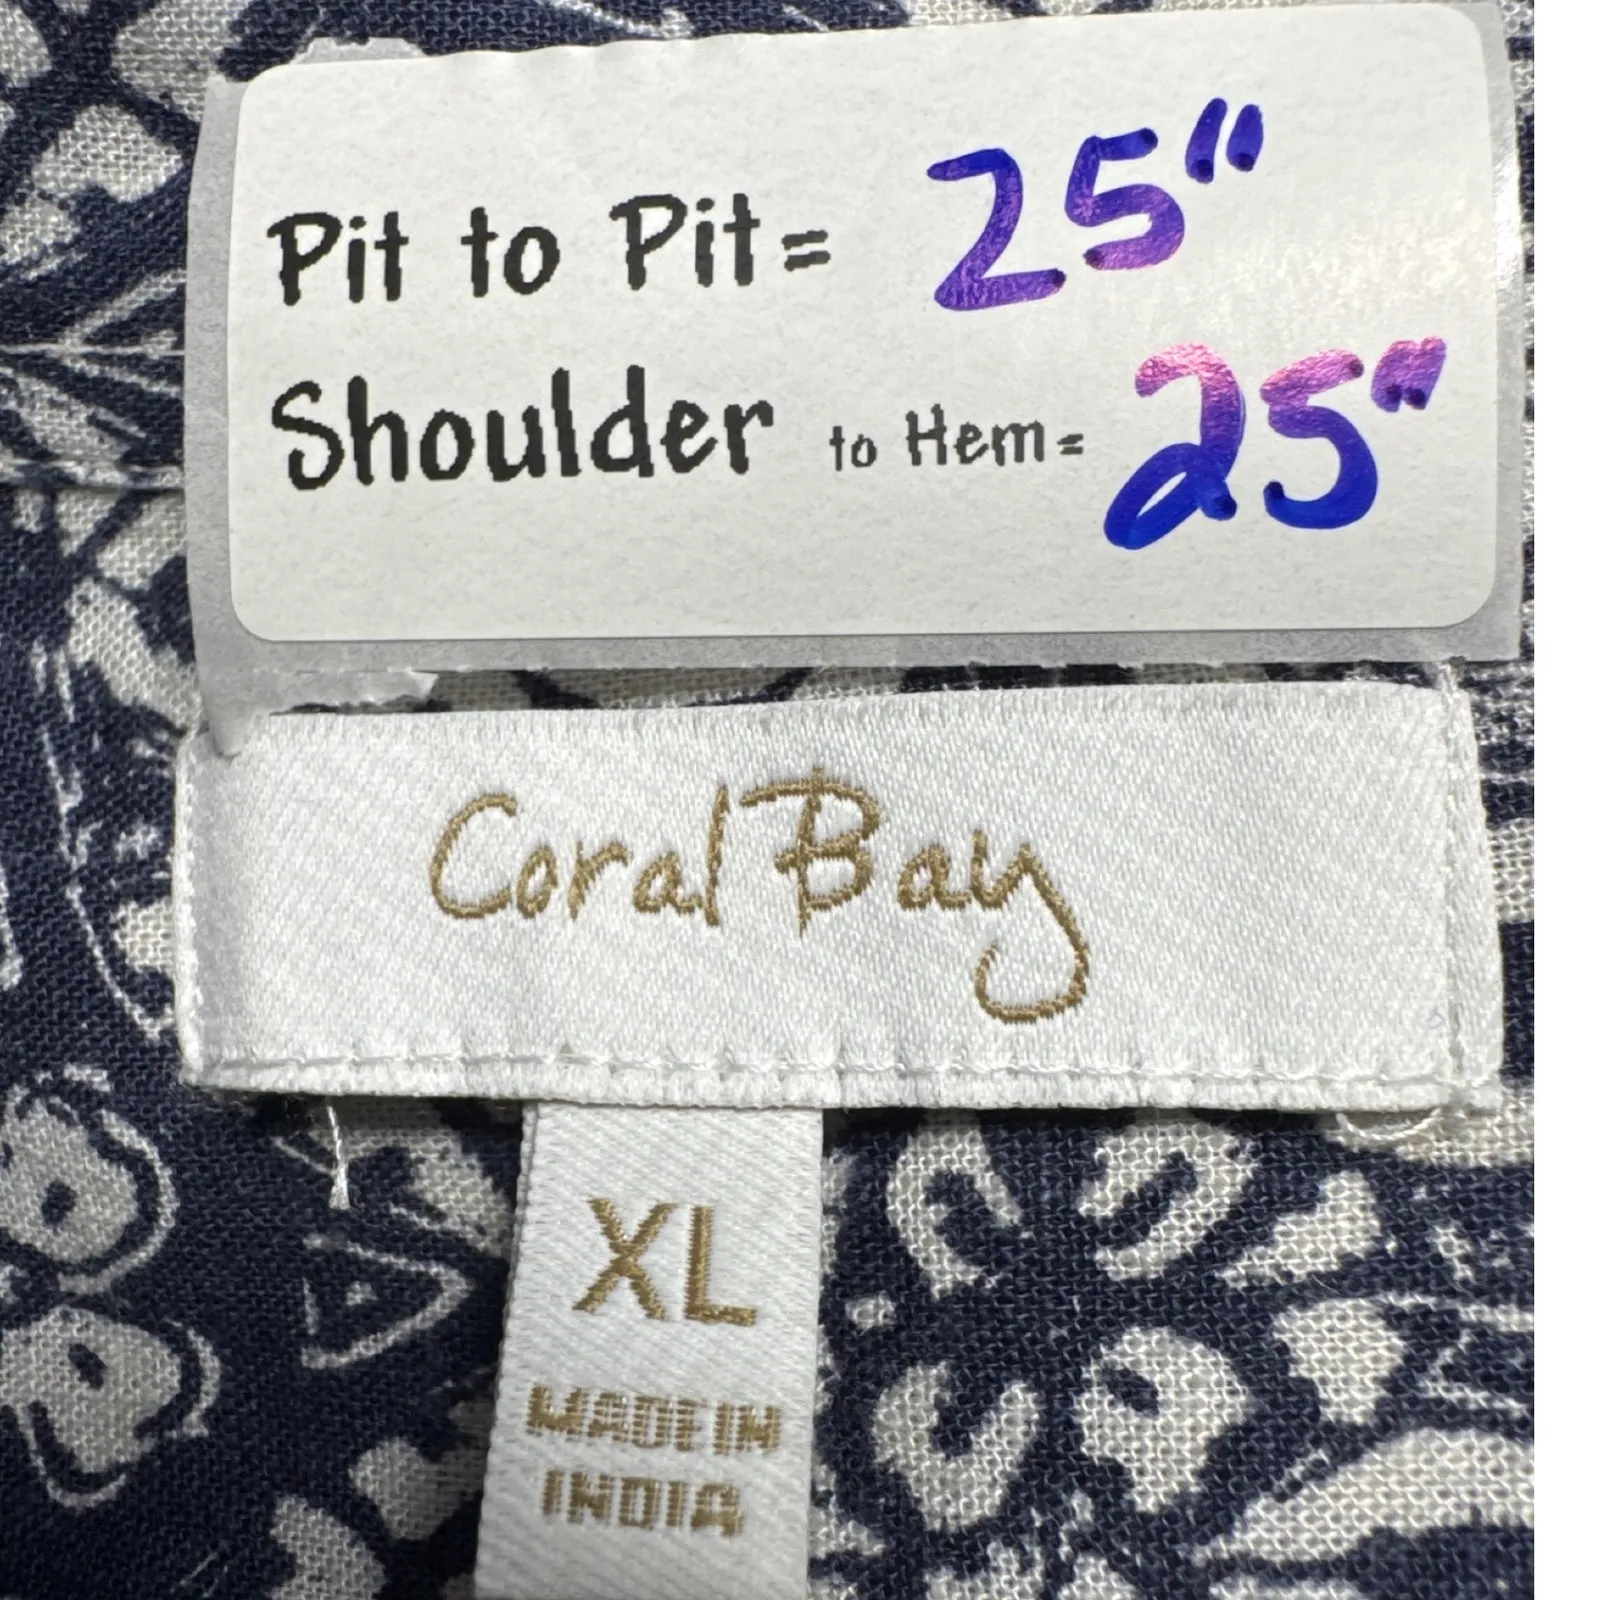 Pit to Pit= 25"
Shoulder to Hem= 25"
Coral Bay
XL
MADE IN
INDIA